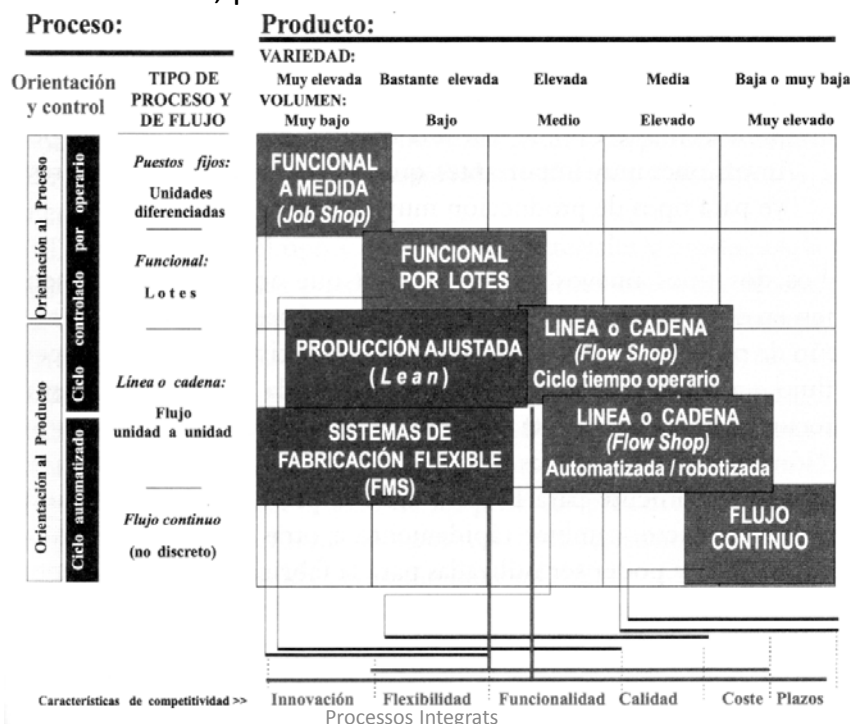 Proceso:
Producto:
VARIEDAD:
Muy elevada Bastante elevada Elevada Media Baja o muy baja
VOLUMEN:
Muy bajo Bajo Medio Elevado Muy elevado
Orientación
y control
TIPO DE
PROCESO Y
DE FLUJO
Orientación al Proceso
Orientación al Producto
Ciclo controlado por operario
Ciclo automatizado
Puestos fijos:
Unidades
diferenciadas
Funcional:
Lotes
Línea o cadena:
Flujo
unidad a unidad
Flujo continuo
(no discreto)
FUNCIONAL
A MEDIDA
(Job Shop)
FUNCIONAL
POR LOTES
PRODUCCIÓN AJUSTADA
(Lean)
LINEA o CADENA
(Flow Shop)
Ciclo tiempo operario
SISTEMAS DE
FABRICACIÓN FLEXIBLE
(FMS)
LINEA o CADENA
(Flow Shop)
Automatizada / robotizada
FLUJO
CONTINUO
Características de competitividad >> Innovación Flexibilidad Funcionalidad Calidad Coste Plazos
Processos Integrats